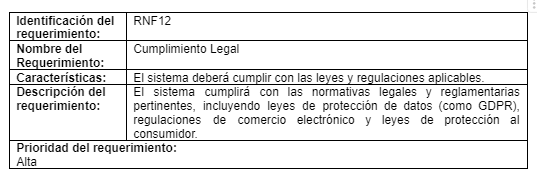 Identificación del requerimiento: RNF12
Nombre del Requerimiento: Cumplimiento Legal
Características: El sistema deberá cumplir con las leyes y regulaciones aplicables.
Descripción del requerimiento: El sistema cumplirá con las normativas legales y reglamentarias
pertinentes, incluyendo leyes de protección de datos (como GDPR),
regulaciones de comercio electrónico y leyes de protección al
consumidor.
Prioridad del requerimiento:
Alta